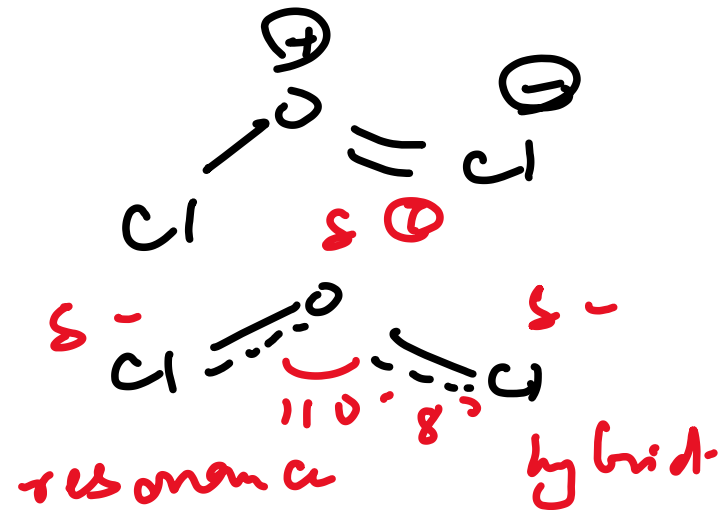 ⊕
O ⊖
Cl = Cl
δ ⊕
δ - O δ -
Cl Cl
110.8°
resonance hybrid.